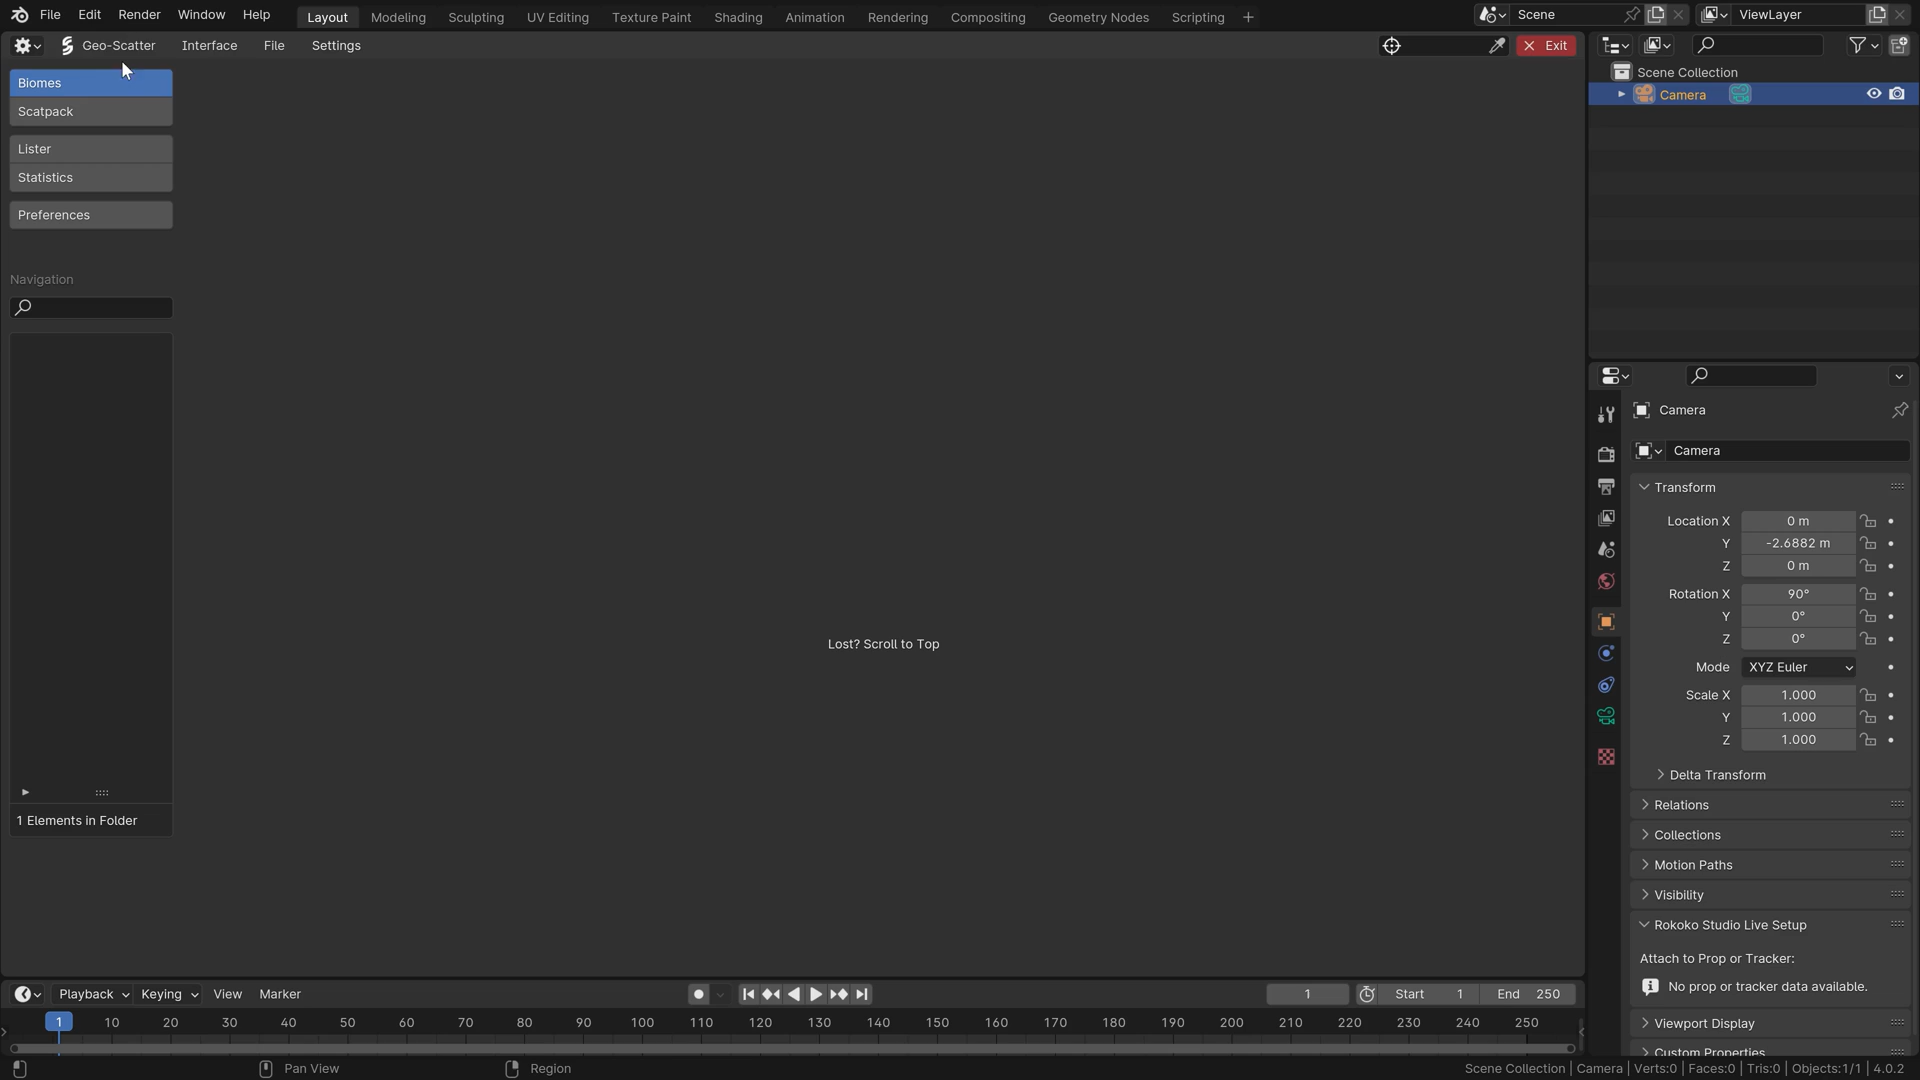 File Edit Render Window Help Layout Modeling Sculpting UV Editing Texture Paint Shading Animation Rendering Compositing Geometry Nodes Scripting + Scene ViewLayer
Geo-Scatter Interface File Settings Exit
Biomes
Scatpack
Lister
Statistics
Preferences
Navigation
1 Elements in Folder
Lost? Scroll to Top
Scene Collection
Camera
Camera
Camera
Transform
Location X 0 m
Y -2.6882 m
Z 0 m
Rotation X 90°
Y 0°
Z 0°
Mode XYZ Euler
Scale X 1.000
Y 1.000
Z 1.000
Delta Transform
Relations
Collections
Motion Paths
Visibility
Rokoko Studio Live Setup
Attach to Prop or Tracker:
No prop or tracker data available.
Viewport Display
Custom Properties
Playback Keying View Marker 1 Start 1 End 250
1 10 20 30 40 50 60 70 80 90 100 110 120 130 140 150 160 170 180 190 200 210 220 230 240 250
Pan View Region Scene Collection | Camera | Verts:0 | Faces:0 | Tris:0 | Objects:1/1 | 4.0.2